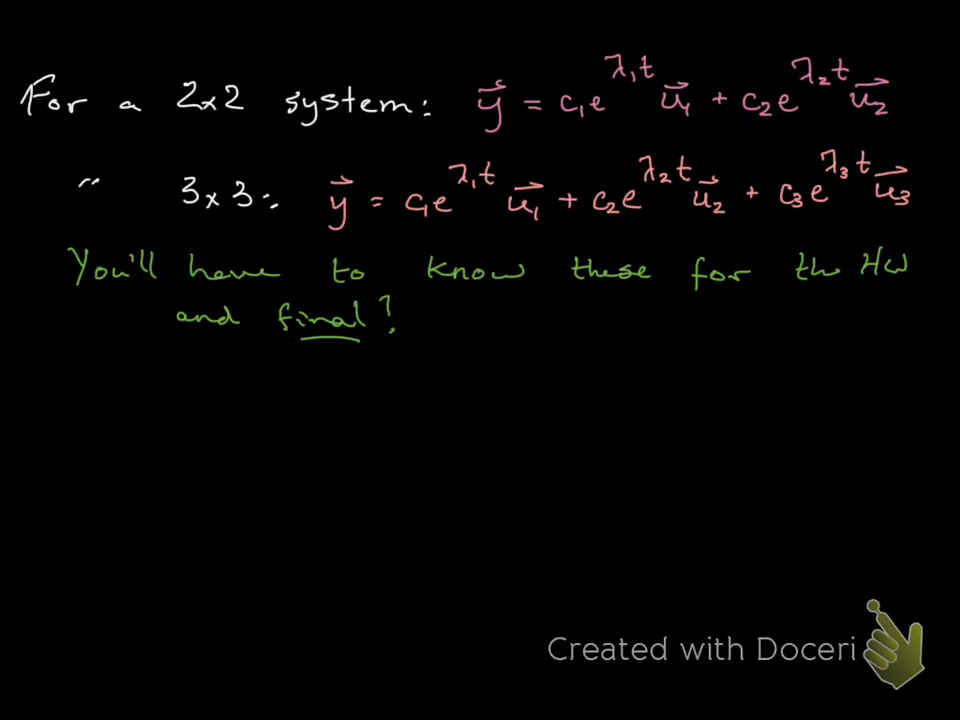 For a 2x2 system: y⃗ = c₁e^{λ₁t} u⃗₁ + c₂e^{λ₂t} u⃗₂
" 3x3: y⃗ = c₁e^{λ₁t} u⃗₁ + c₂e^{λ₂t} u⃗₂ + c₃e^{λ₃t} u⃗₃
You'll have to know these for the HW
and final?
Created with Doceri